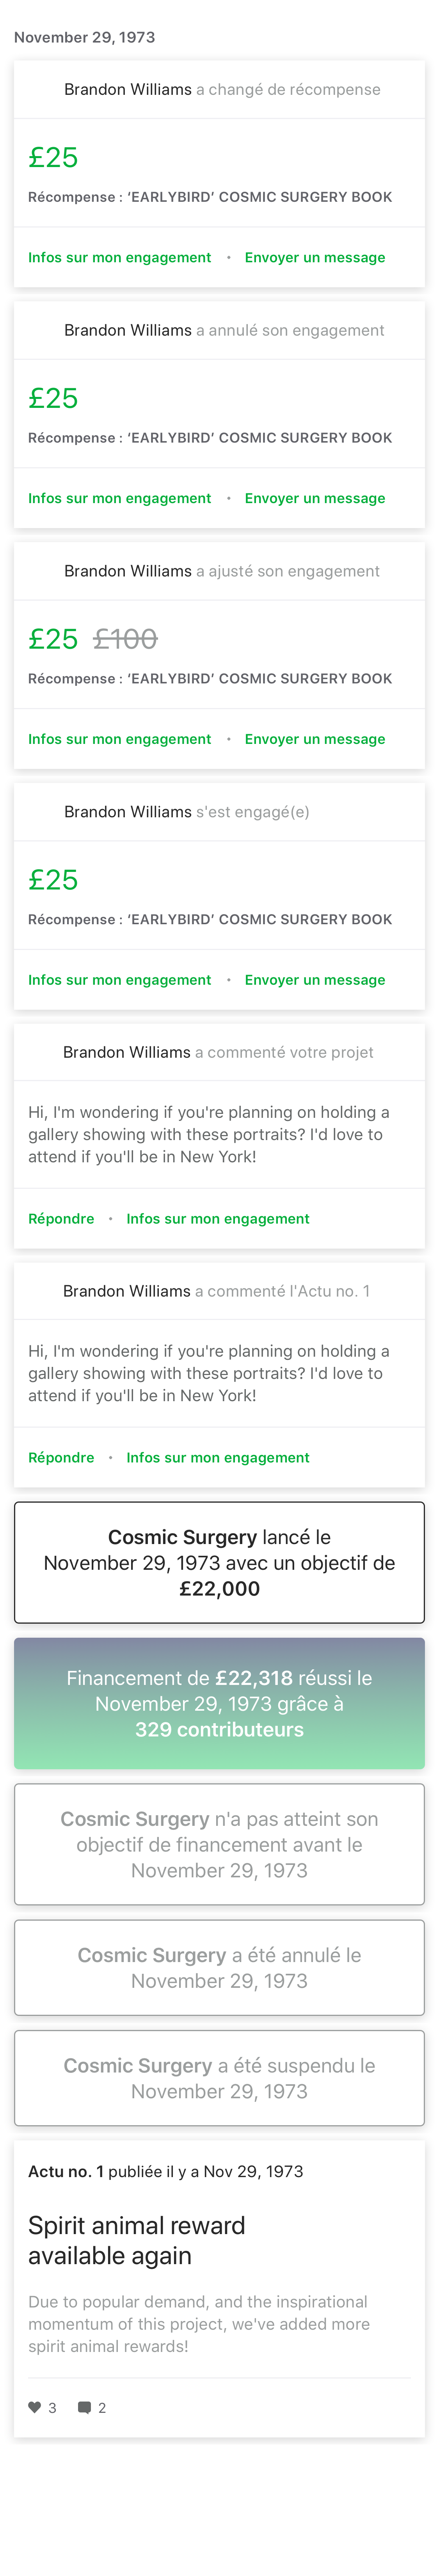 November 29, 1973
Brandon Williams a changé de récompense
£25
Récompense : ‘EARLYBIRD’ COSMIC SURGERY BOOK
Infos sur mon engagement • Envoyer un message
Brandon Williams a annulé son engagement
£25
Récompense : ‘EARLYBIRD’ COSMIC SURGERY BOOK
Infos sur mon engagement • Envoyer un message
Brandon Williams a ajusté son engagement
£25 £100
Récompense : ‘EARLYBIRD’ COSMIC SURGERY BOOK
Infos sur mon engagement • Envoyer un message
Brandon Williams s'est engagé(e)
£25
Récompense : ‘EARLYBIRD’ COSMIC SURGERY BOOK
Infos sur mon engagement • Envoyer un message
Brandon Williams a commenté votre projet
Hi, I'm wondering if you're planning on holding a
gallery showing with these portraits? I'd love to
attend if you'll be in New York!
Répondre • Infos sur mon engagement
Brandon Williams a commenté l'Actu no. 1
Hi, I'm wondering if you're planning on holding a
gallery showing with these portraits? I'd love to
attend if you'll be in New York!
Répondre • Infos sur mon engagement
Cosmic Surgery lancé le
November 29, 1973 avec un objectif de
£22,000
Financement de £22,318 réussi le
November 29, 1973 grâce à
329 contributeurs
Cosmic Surgery n'a pas atteint son
objectif de financement avant le
November 29, 1973
Cosmic Surgery a été annulé le
November 29, 1973
Cosmic Surgery a été suspendu le
November 29, 1973
Actu no. 1 publiée il y a Nov 29, 1973
Spirit animal reward
available again
Due to popular demand, and the inspirational
momentum of this project, we've added more
spirit animal rewards!
3 2